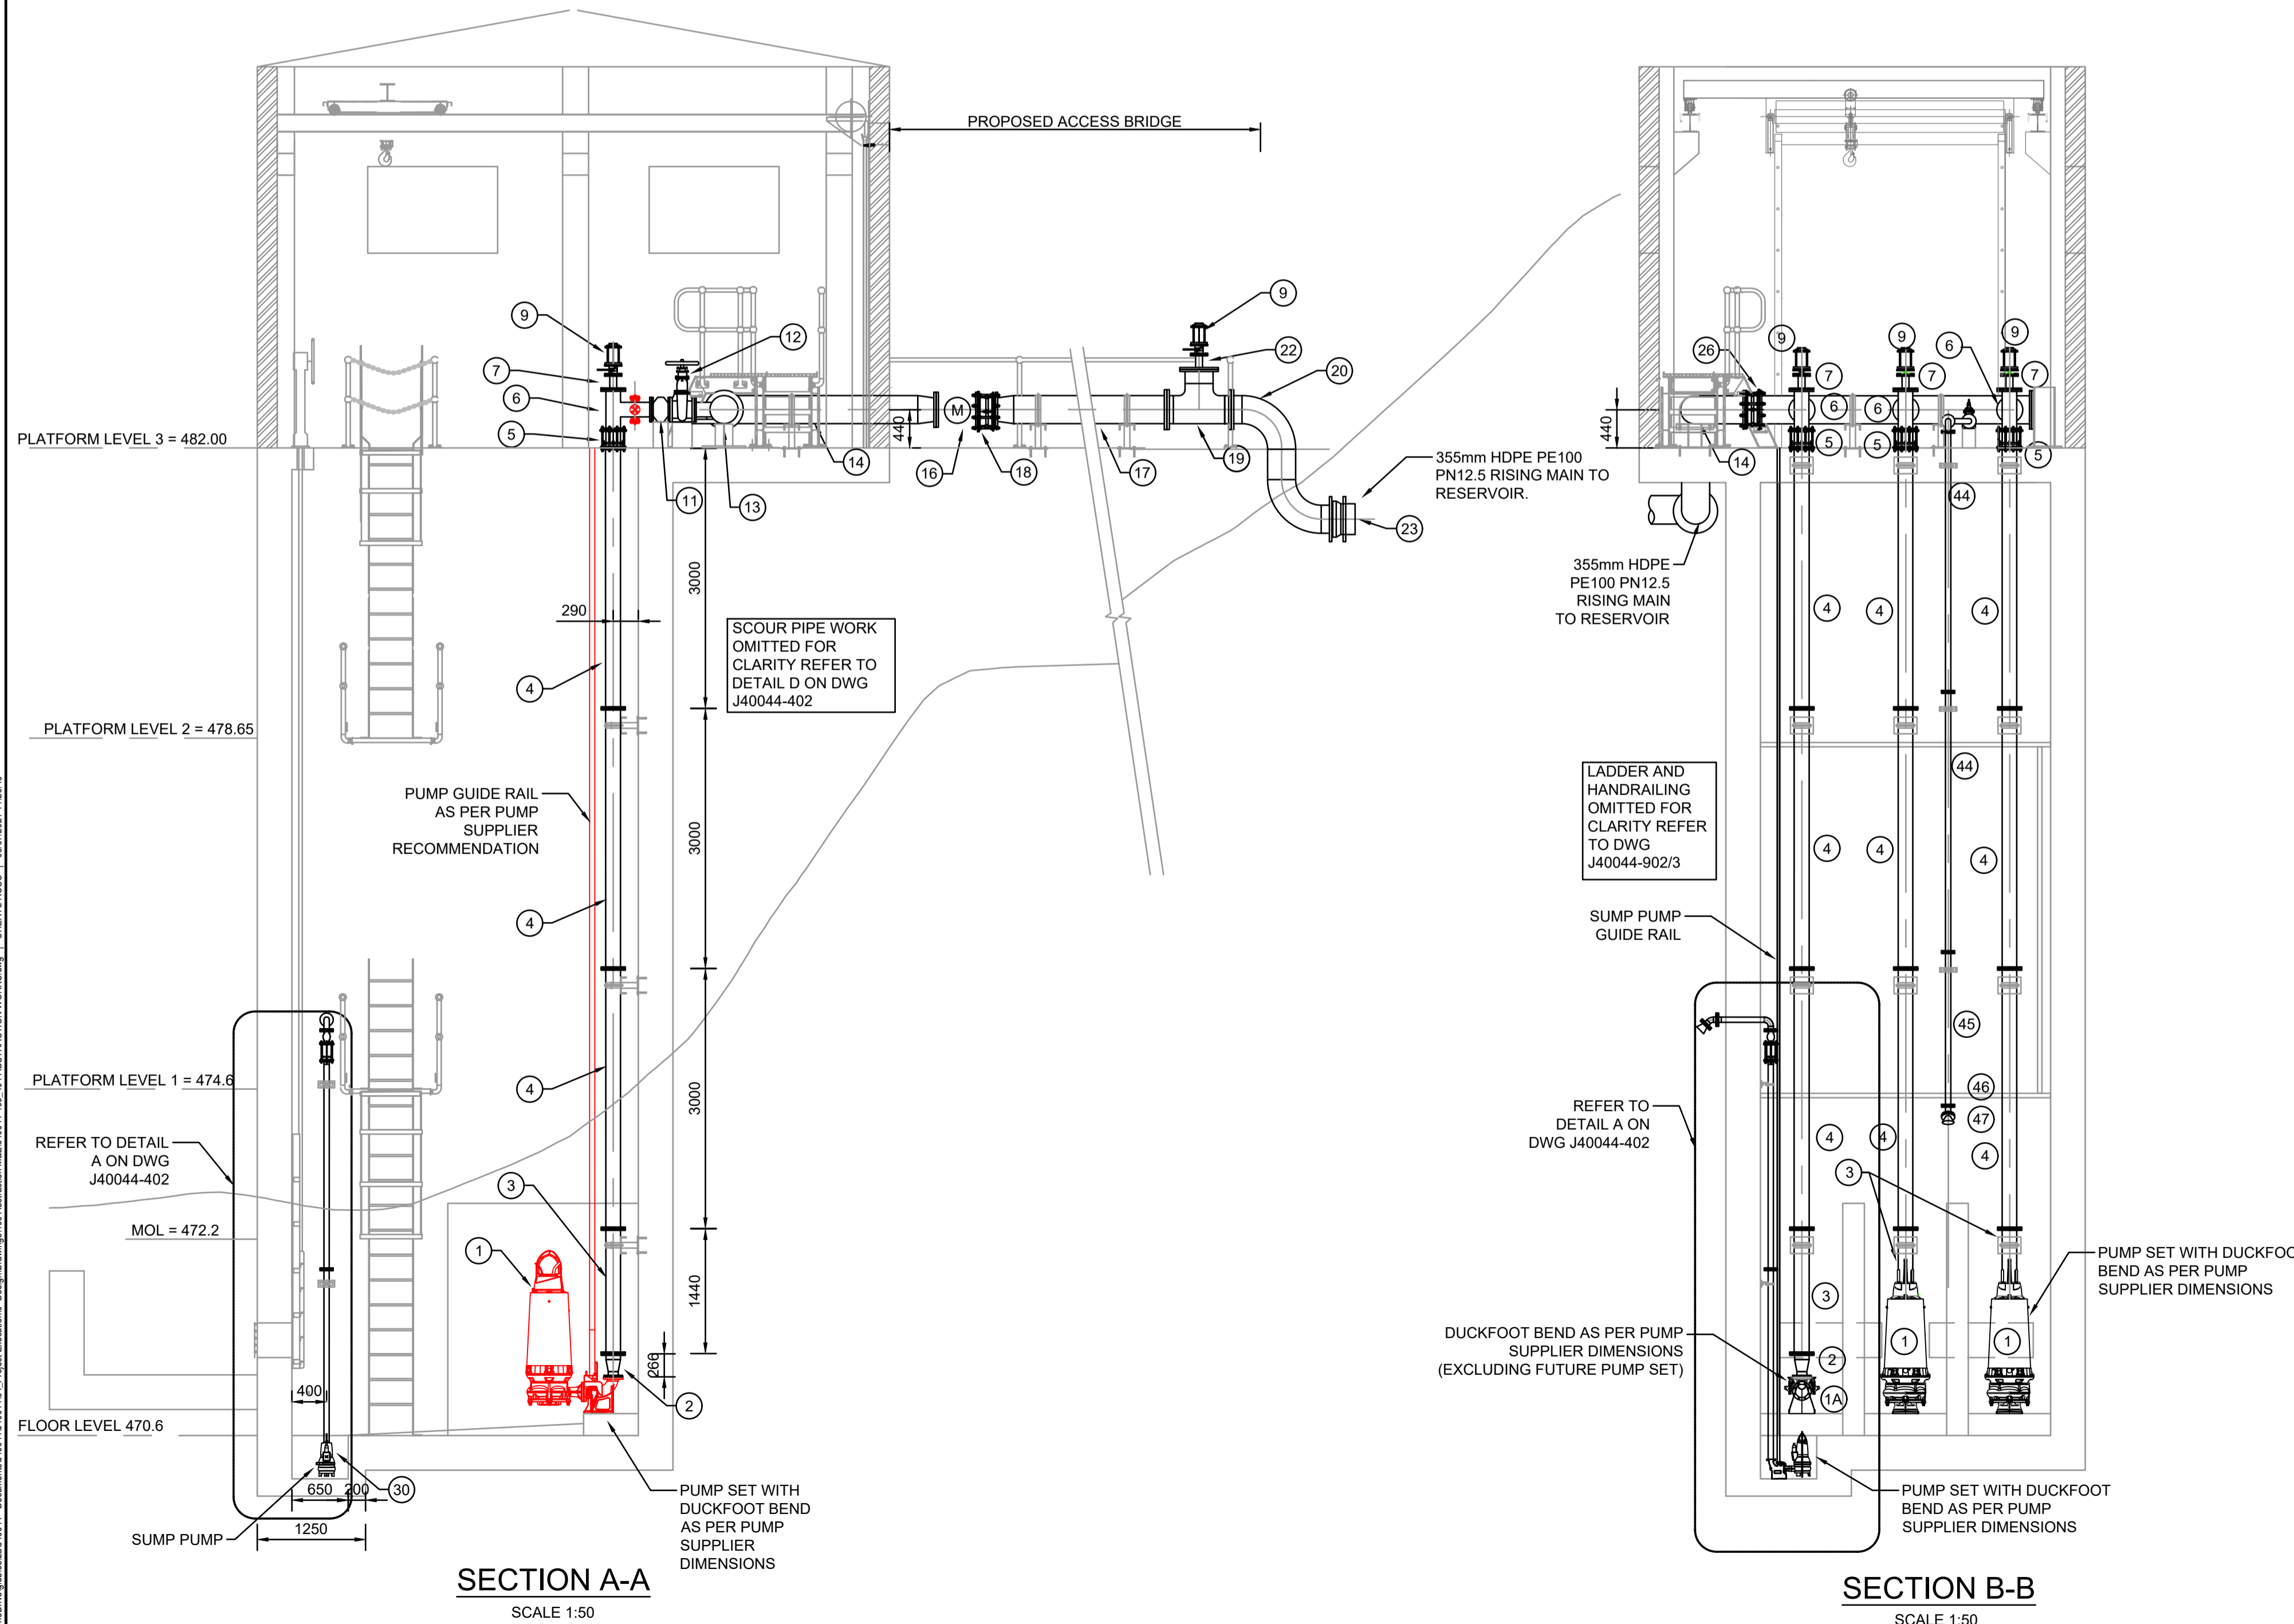 PROPOSED ACCESS BRIDGE
9
12
7
6
5
9
22
20
440
M
11
13
14
16
18
17
19
23
355mm HDPE PE100
PN12.5 RISING MAIN TO
RESERVOIR.
PLATFORM LEVEL 3 = 482.00
3000
290
SCOUR PIPE WORK
OMITTED FOR
CLARITY REFER TO
DETAIL D ON DWG
J40044-402
4
PLATFORM LEVEL 2 = 478.65
PUMP GUIDE RAIL
AS PER PUMP
SUPPLIER
RECOMMENDATION
3000
4
PLATFORM LEVEL 1 = 474.6
4
3000
REFER TO DETAIL
A ON DWG
J40044-402
3
MOL = 472.2
1
1440
266
2
400
FLOOR LEVEL 470.6
650
200
30
1250
SUMP PUMP
PUMP SET WITH
DUCKFOOT BEND
AS PER PUMP
SUPPLIER
DIMENSIONS
SECTION A-A
SCALE 1:50
26
9
9
9
6
7
7
7
6
6
5
5
5
440
14
44
355mm HDPE
PE100 PN12.5
RISING MAIN
TO RESERVOIR
4
4
4
44
LADDER AND
HANDRAILING
OMITTED FOR
CLARITY REFER
TO DWG
J40044-902/3
4
4
4
SUMP PUMP
GUIDE RAIL
45
46
47
REFER TO
DETAIL A ON
DWG J40044-402
4
4
4
3
PUMP SET WITH DUCKFOO
BEND AS PER PUMP
SUPPLIER DIMENSIONS
3
DUCKFOOT BEND AS PER PUMP
SUPPLIER DIMENSIONS
(EXCLUDING FUTURE PUMP SET)
1
1
2
1A
PUMP SET WITH DUCKFOOT
BEND AS PER PUMP
SUPPLIER DIMENSIONS
SECTION B-B
SCALE 1:50